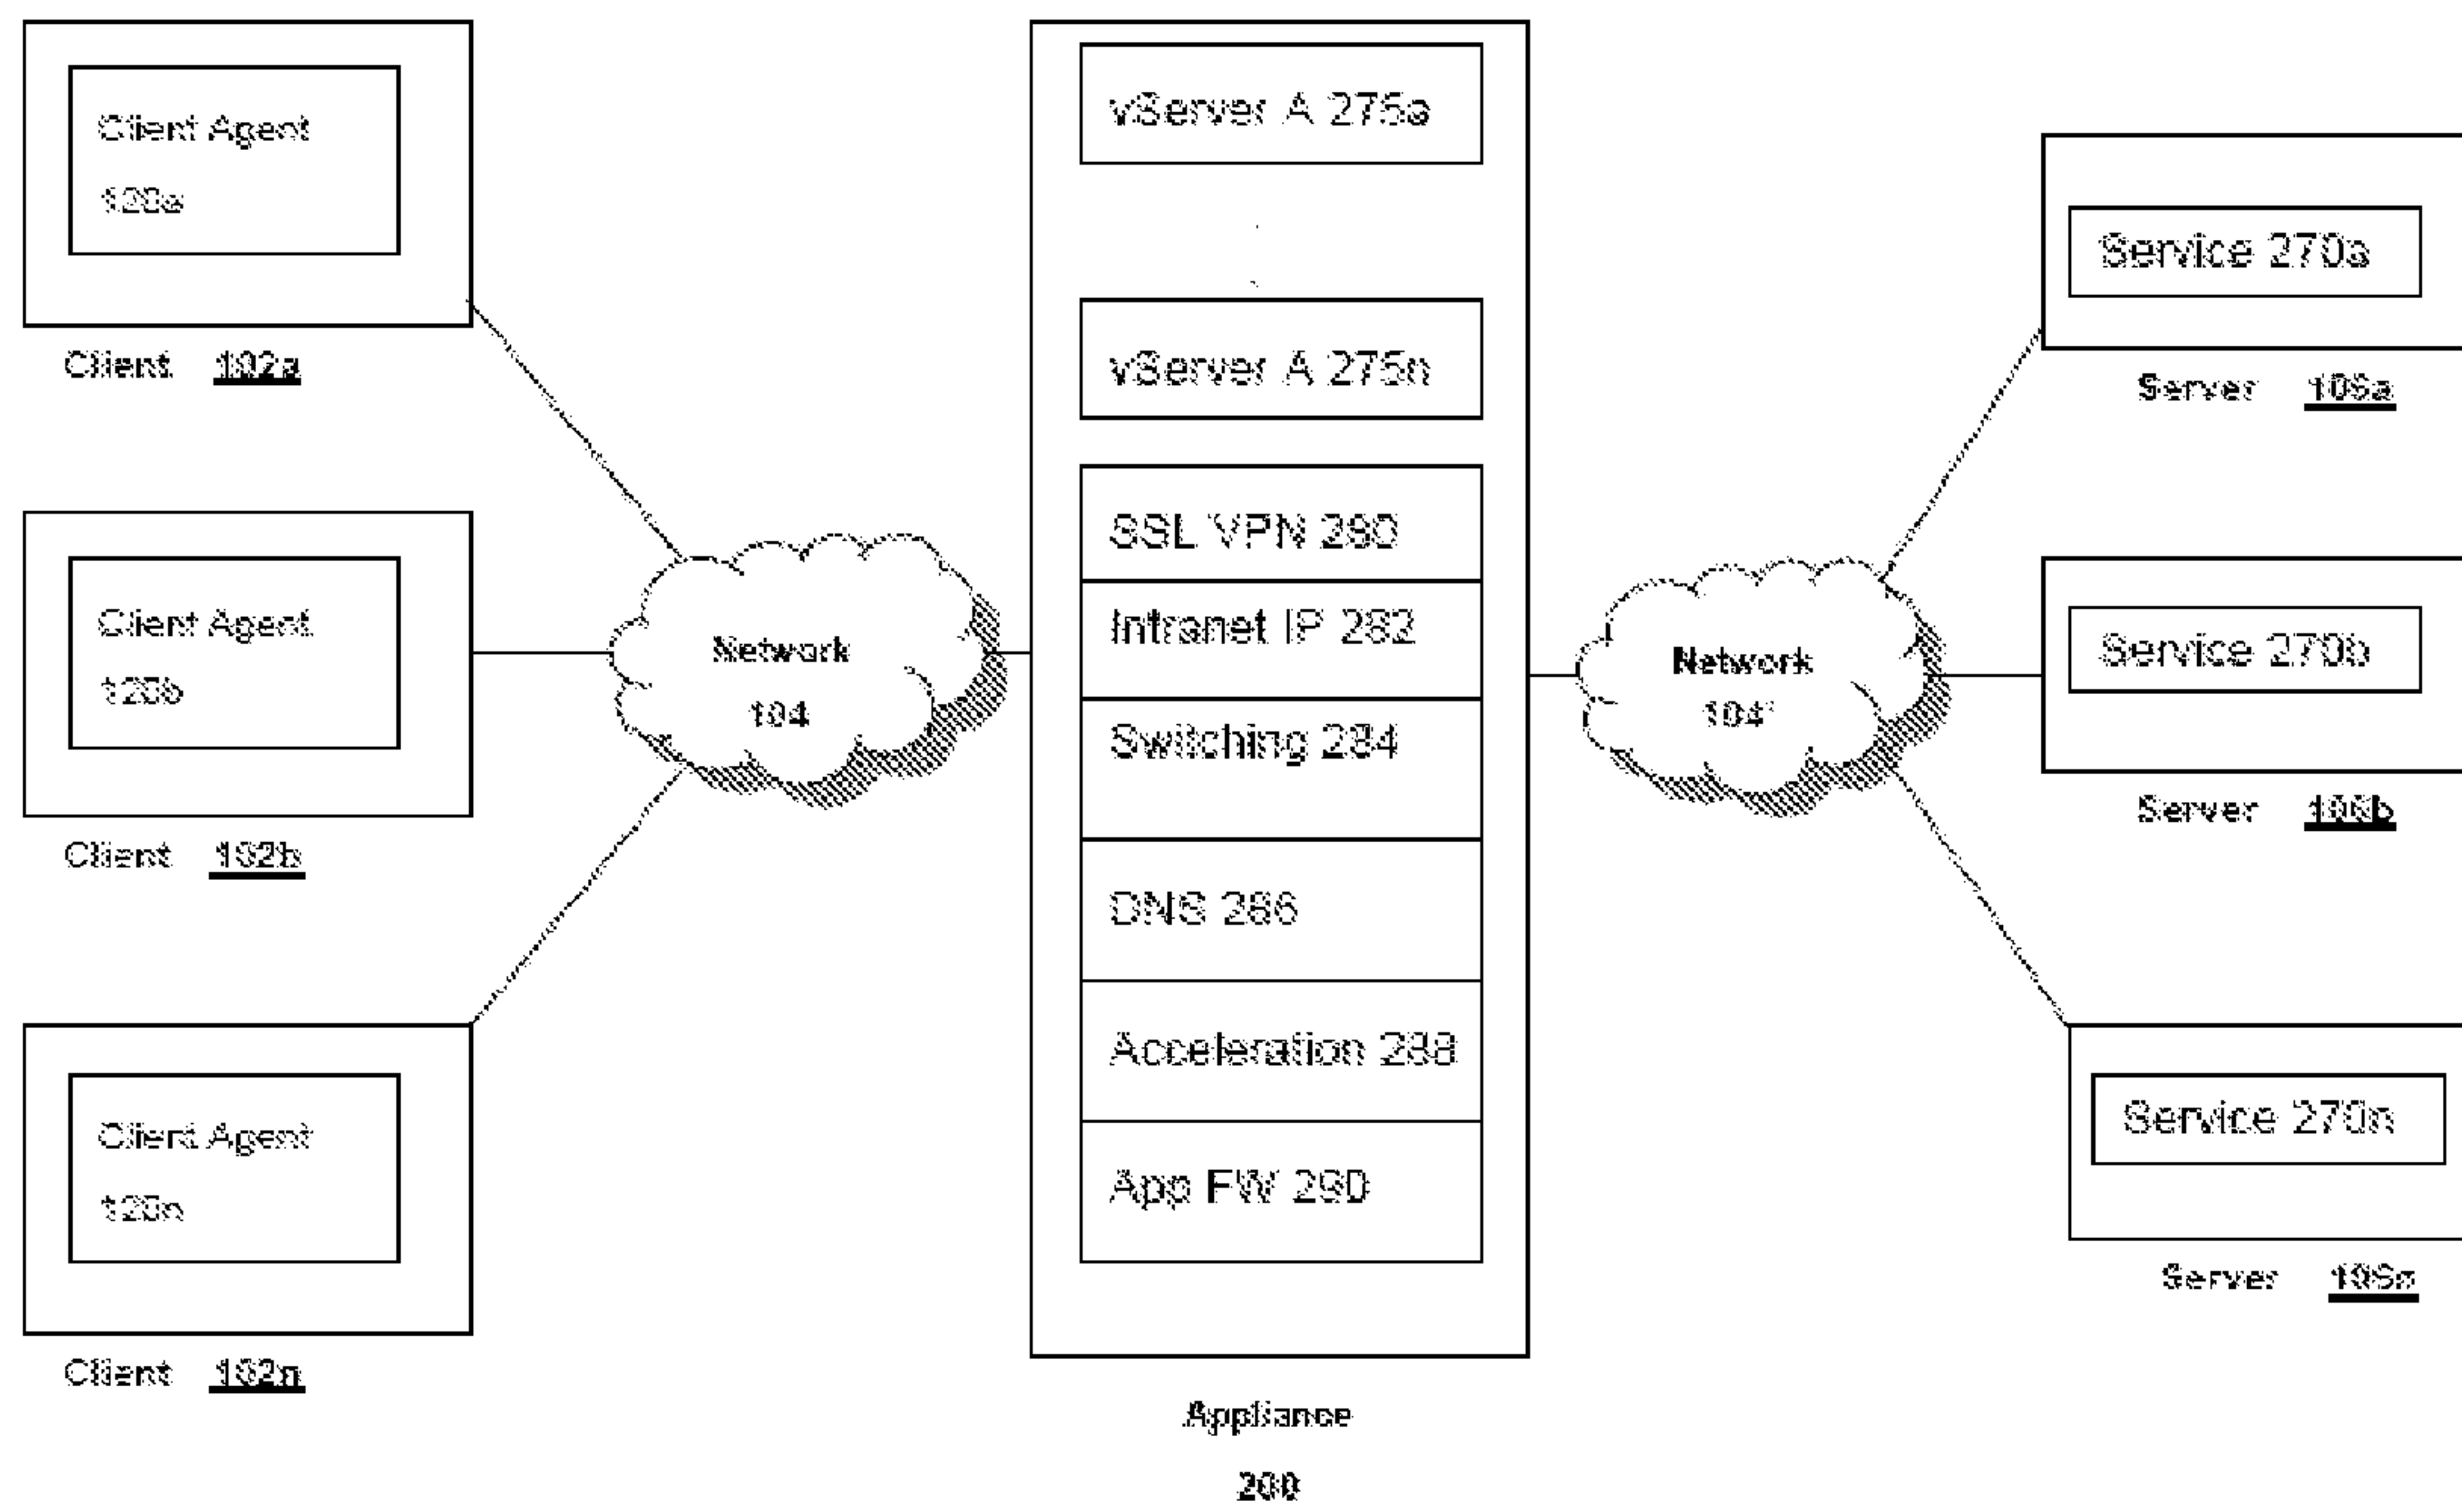 Client Agent
120a
Client 102a
Client Agent
120b
Client 102b
Client Agent
120n
Client 102n
Network
104
vServer A 275a
vServer A 275n
SSL VPN 280
Intranet IP 282
Switching 284
DNS 286
Acceleration 288
App FW 290
Appliance
200
Network
104'
Service 270a
Server 106a
Service 270b
Server 106b
Service 270n
Server 106n